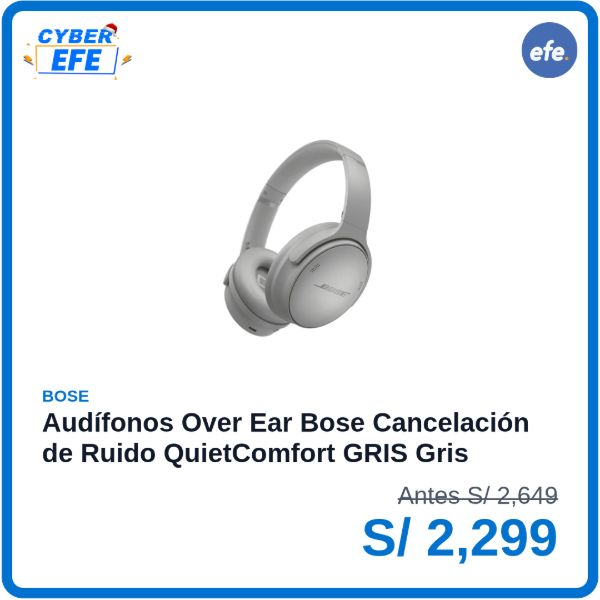 CYBER
EFE
efe.
BOSE
BOSE
Audífonos Over Ear Bose Cancelación
de Ruido QuietComfort GRIS Gris
Antes S/ 2,649
S/ 2,299